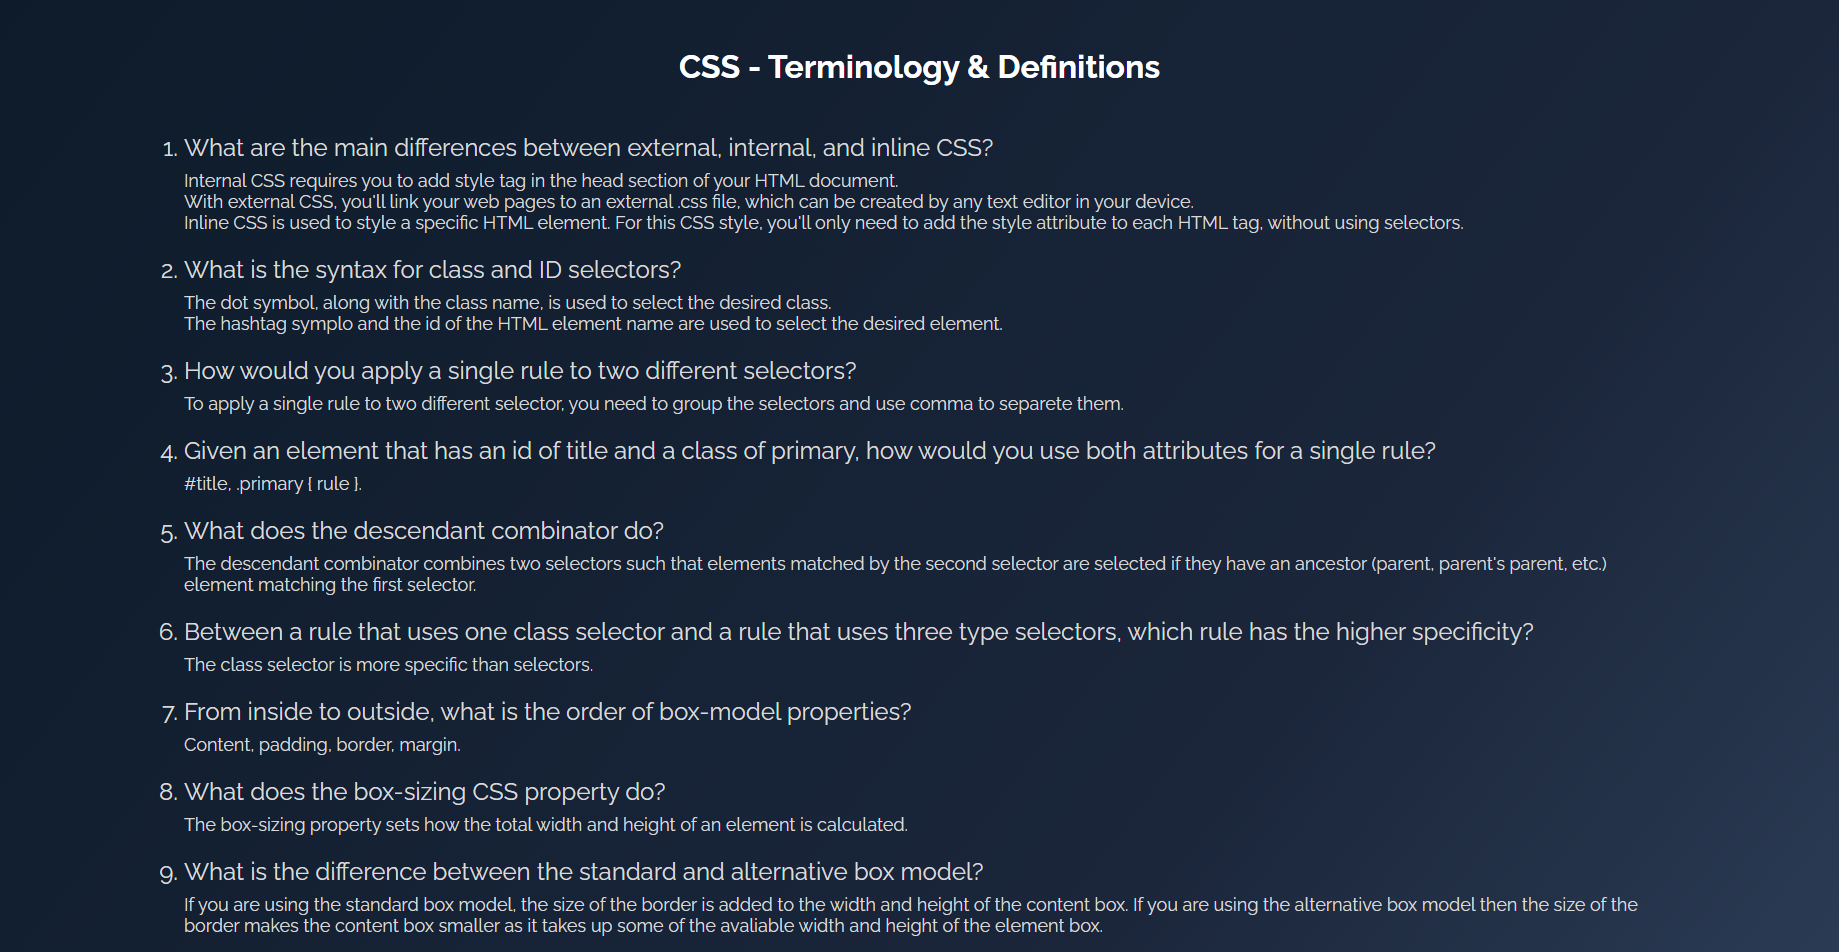 CSS - Terminology & Definitions
1. What are the main differences between external, internal, and inline CSS?
Internal CSS requires you to add style tag in the head section of your HTML document.
With external CSS, you'll link your web pages to an external .css file, which can be created by any text editor in your device.
Inline CSS is used to style a specific HTML element. For this CSS style, you'll only need to add the style attribute to each HTML tag, without using selectors.
2. What is the syntax for class and ID selectors?
The dot symbol, along with the class name, is used to select the desired class.
The hashtag symplo and the id of the HTML element name are used to select the desired element.
3. How would you apply a single rule to two different selectors?
To apply a single rule to two different selector, you need to group the selectors and use comma to separete them.
4. Given an element that has an id of title and a class of primary, how would you use both attributes for a single rule?
#title, .primary { rule }.
5. What does the descendant combinator do?
The descendant combinator combines two selectors such that elements matched by the second selector are selected if they have an ancestor (parent, parent's parent, etc.)
element matching the first selector.
6. Between a rule that uses one class selector and a rule that uses three type selectors, which rule has the higher specificity?
The class selector is more specific than selectors.
7. From inside to outside, what is the order of box-model properties?
Content, padding, border, margin.
8. What does the box-sizing CSS property do?
The box-sizing property sets how the total width and height of an element is calculated.
9. What is the difference between the standard and alternative box model?
If you are using the standard box model, the size of the border is added to the width and height of the content box. If you are using the alternative box model then the size of the
border makes the content box smaller as it takes up some of the avaliable width and height of the element box.